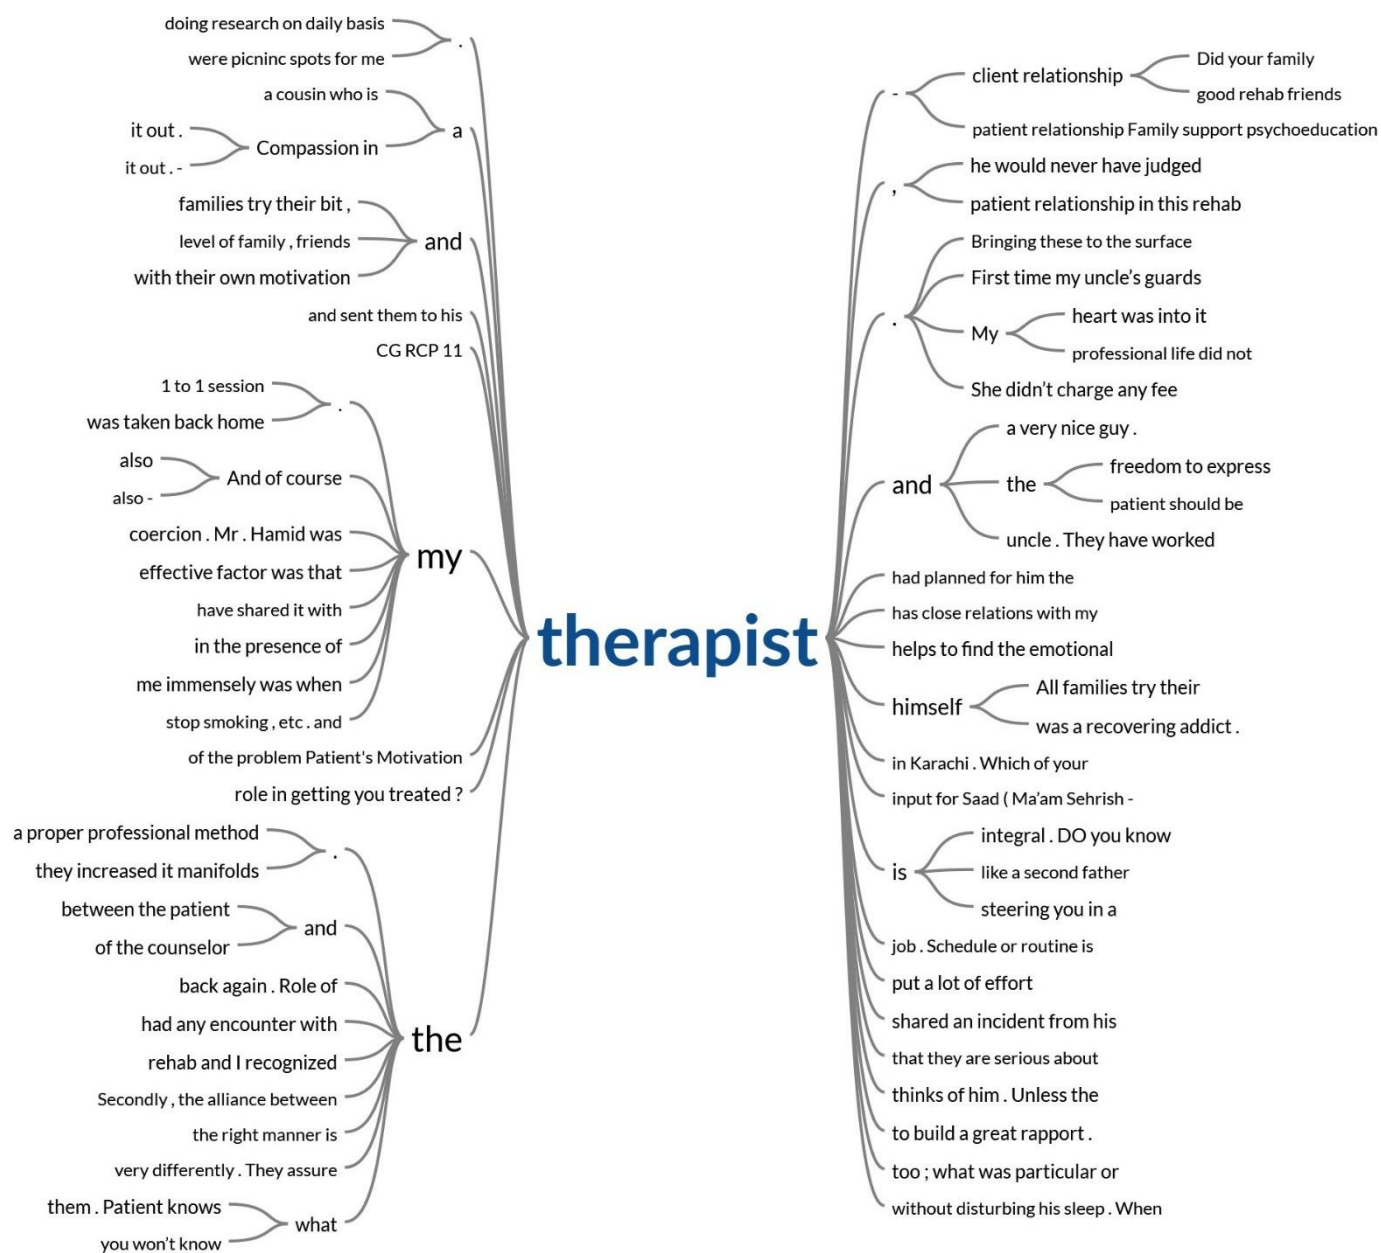 doing research on daily basis
were picninc spots for me
.
a cousin who is
it out .
it out . -
Compassion in
a
families try their bit ,
level of family , friends
with their own motivation
and
and sent them to his
CG RCP 11
1 to 1 session
was taken back home
.
also
also -
And of course
coercion . Mr . Hamid was
effective factor was that
have shared it with
in the presence of
me immensely was when
stop smoking , etc . and
my
of the problem Patient's Motivation
role in getting you treated ?
a proper professional method
they increased it manifolds
.
between the patient
of the counselor
and
back again . Role of
had any encounter with
rehab and I recognized
Secondly , the alliance between
the right manner is
very differently . They assure
them . Patient knows
you won’t know
what
the
therapist
-
client relationship
Did your family
good rehab friends
patient relationship Family support psychoeducation
,
he would never have judged
patient relationship in this rehab
.
Bringing these to the surface
First time my uncle’s guards
My
heart was into it
professional life did not
She didn’t charge any fee
and
a very nice guy .
the
freedom to express
patient should be
uncle . They have worked
had planned for him the
has close relations with my
helps to find the emotional
himself
All families try their
was a recovering addict .
in Karachi . Which of your
input for Saad ( Ma’am Sehrish -
is
integral . DO you know
like a second father
steering you in a
job . Schedule or routine is
put a lot of effort
shared an incident from his
that they are serious about
thinks of him . Unless the
to build a great rapport .
too ; what was particular or
without disturbing his sleep . When